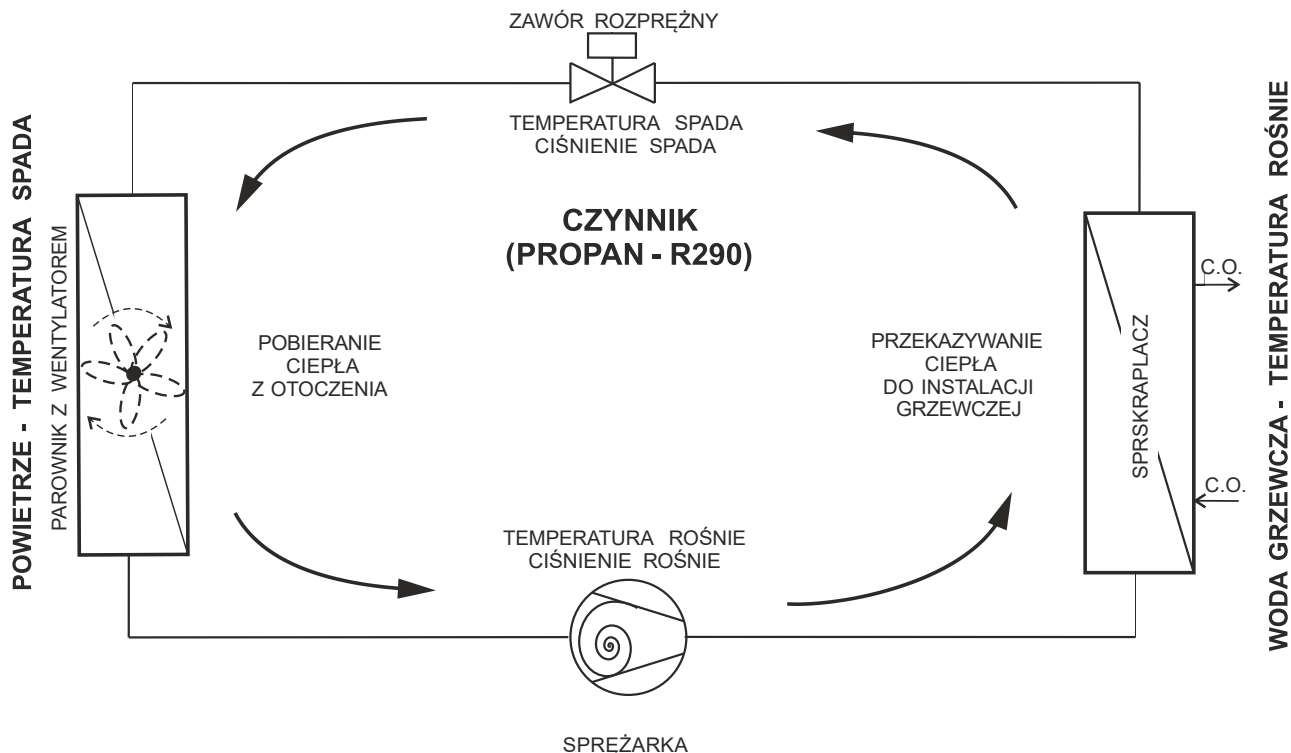 ZAWÓR ROZPRĘŻNY
TEMPERATURA SPADA
CIŚNIENIE SPADA
POWIETRZE - TEMPERATURA SPADA
PAROWNIK Z WENTYLATOREM
CZYNNIK
(PROPAN - R290)
POBIERANIE
CIEPŁA
Z OTOCZENIA
PRZEKAZYWANIE
CIEPŁA
DO INSTALACJI
GRZEWCZEJ
SPRSKRAPLACZ
C.O.
C.O.
WODA GRZEWCZA - TEMPERATURA ROŚNIE
TEMPERATURA ROŚNIE
CIŚNIENIE ROŚNIE
SPRĘŻARKA